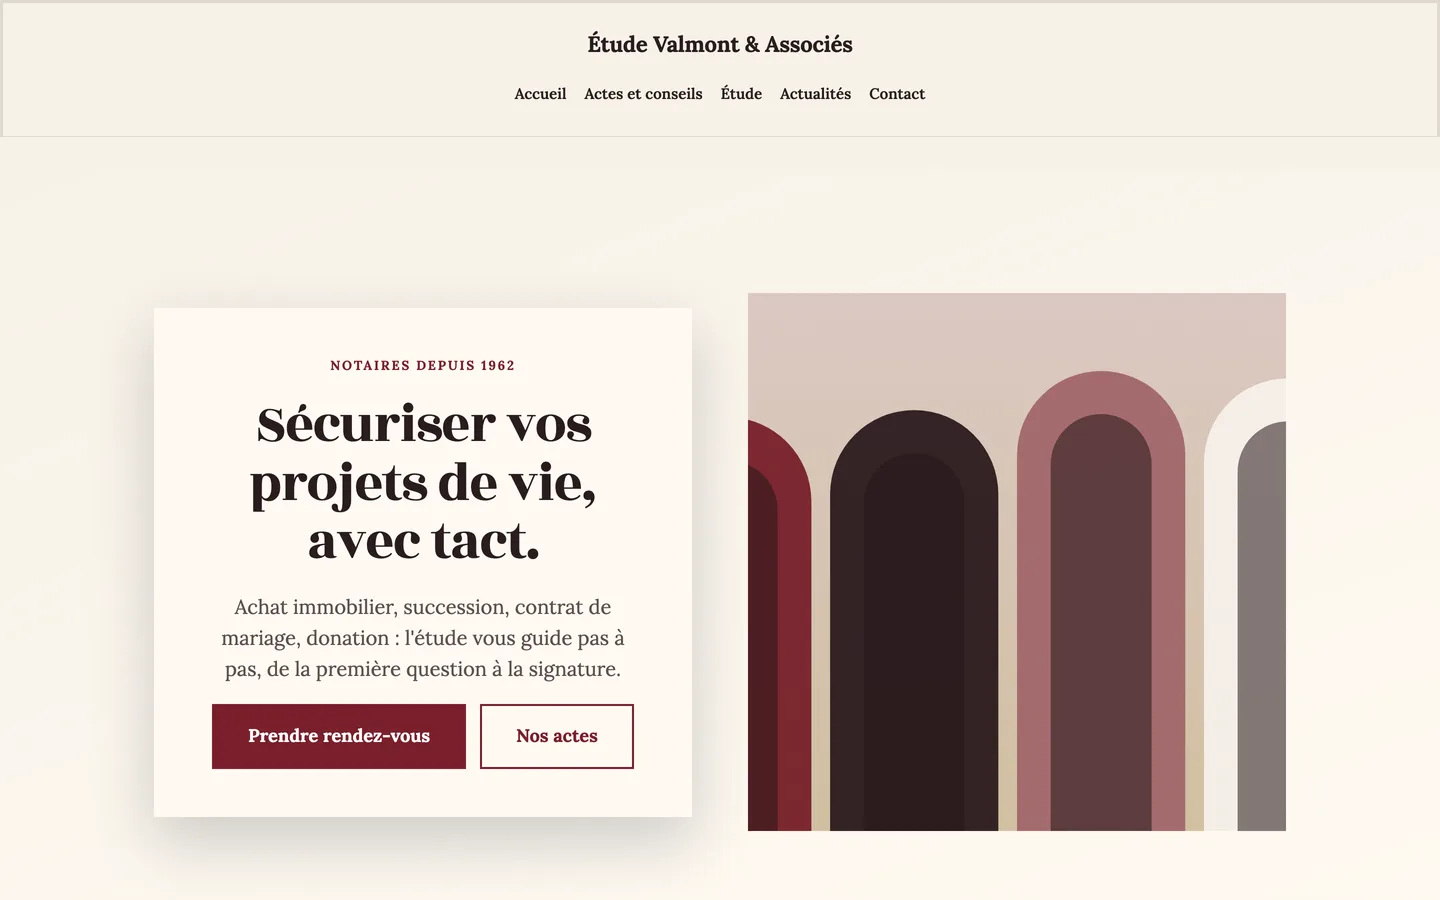 Étude Valmont & Associés
Accueil Actes et conseils Étude Actualités Contact
NOTAIRES DEPUIS 1962
Sécuriser vos
projets de vie,
avec tact.
Achat immobilier, succession, contrat de
mariage, donation : l'étude vous guide pas à
pas, de la première question à la signature.
Prendre rendez-vous Nos actes